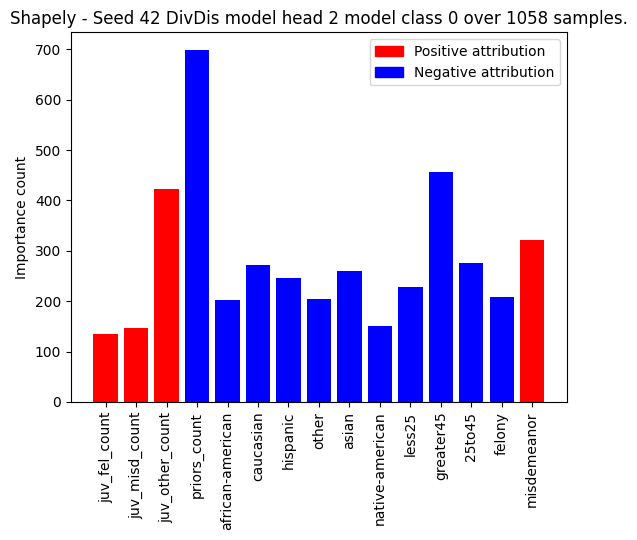 Shapely - Seed 42 DivDis model head 2 model class 0 over 1058 samples.
Positive attribution
Negative attribution
Importance count
700
600
500
400
300
200
100
0
juv_fel_count
juv_misd_count
juv_other_count
priors_count
african-american
caucasian
hispanic
other
asian
native-american
less25
greater45
25to45
felony
misdemeanor